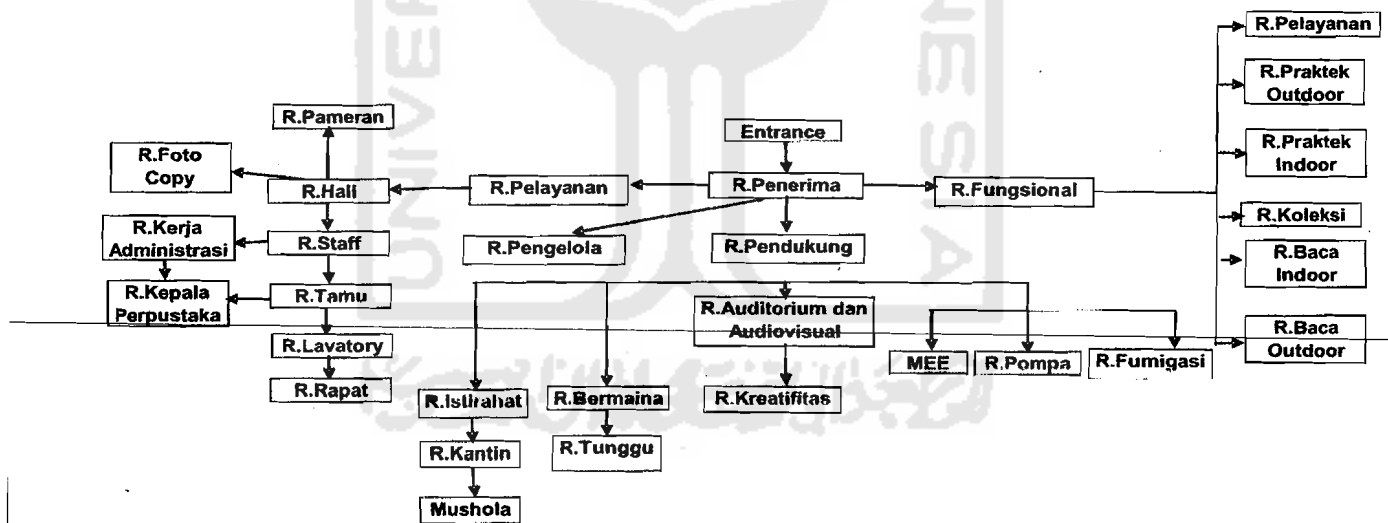 R.Pelayanan
R.Praktek
Outdoor
R.Pameran
Entrance
R.Foto
Copy
R.Praktek
Indoor
R.Hall
R.Pelayanan
R.Penerima
R.Fungsional
R.Kerja
Administrasi
R.Staff
R.Pengelola
R.Pendukung
R.Koleksi
R.Baca
Indoor
R.Kepala
Perpustaka
R.Tamu
R.Auditorium dan
Audiovisual
R.Lavatory
MEE
R.Pompa
R.Fumigasi
R.Baca
Outdoor
R.Rapat
R.Istirahat
R.Bermaina
R.Kreatifitas
R.Kantin
R.Tunggu
Mushola